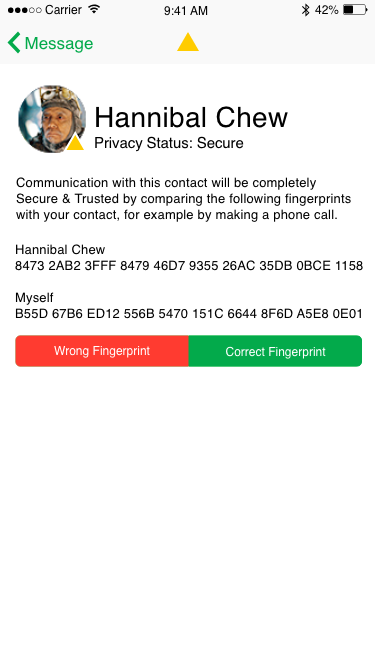 Carrier
9:41 AM
42%
Message
Hannibal Chew
Privacy Status: Secure
Communication with this contact will be completely
Secure & Trusted by comparing the following fingerprints
with your contact, for example by making a phone call.
Hannibal Chew
8473 2AB2 3FFF 8479 46D7 9355 26AC 35DB 0BCE 1158
Myself
B55D 67B6 ED12 556B 5470 151C 6644 8F6D A5E8 0E01
Wrong Fingerprint
Correct Fingerprint